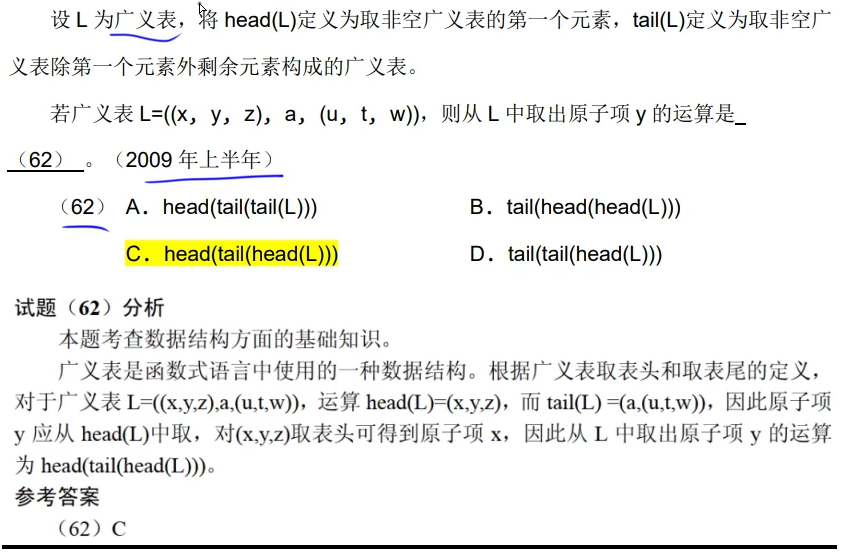 设 L 为广义表，将 head(L)定义为取非空广义表的第一个元素，tail(L)定义为取非空广
义表除第一个元素外剩余元素构成的广义表。
若广义表 L=((x，y，z)，a，(u，t，w))，则从 L 中取出原子项 y 的运算是_
（62） 。（2009 年上半年）
（62） A．head(tail(tail(L))) B．tail(head(head(L)))
C．head(tail(head(L))) D．tail(tail(head(L)))
试题（62）分析
本题考查数据结构方面的基础知识。
广义表是函数式语言中使用的一种数据结构。根据广义表取表头和取表尾的定义，
对于广义表 L=((x,y,z),a,(u,t,w))，运算 head(L)=(x,y,z)，而 tail(L) =(a,(u,t,w))，因此原子项
y 应从 head(L)中取，对(x,y,z)取表头可得到原子项 x，因此从 L 中取出原子项 y 的运算
为 head(tail(head(L)))。
参考答案
（62）C